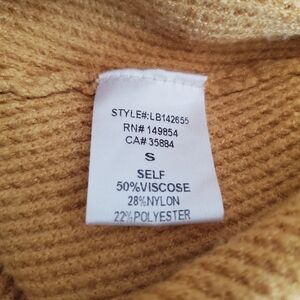 STYLE#:LB142655
RN# 149854
CA# 35884
S
SELF
50%VISCOSE
28%NYLON
22%POLYESTER